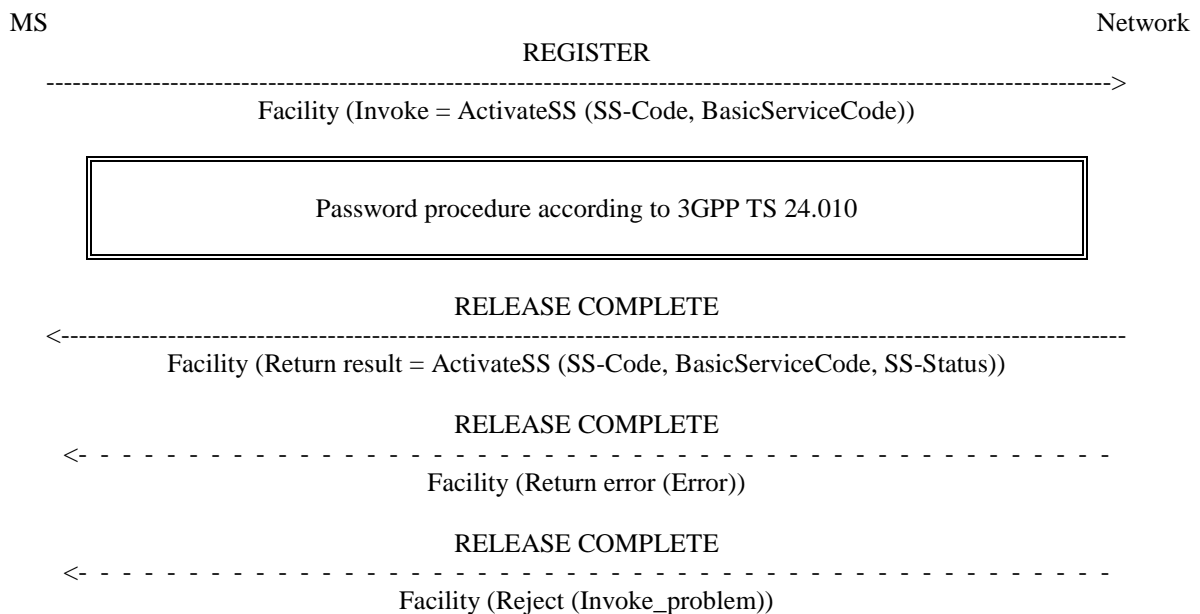 MS Network
REGISTER
Facility (Invoke = ActivateSS (SS-Code, BasicServiceCode))
Password procedure according to 3GPP TS 24.010
RELEASE COMPLETE
Facility (Return result = ActivateSS (SS-Code, BasicServiceCode, SS-Status))
RELEASE COMPLETE
Facility (Return error (Error))
RELEASE COMPLETE
Facility (Reject (Invoke_problem))